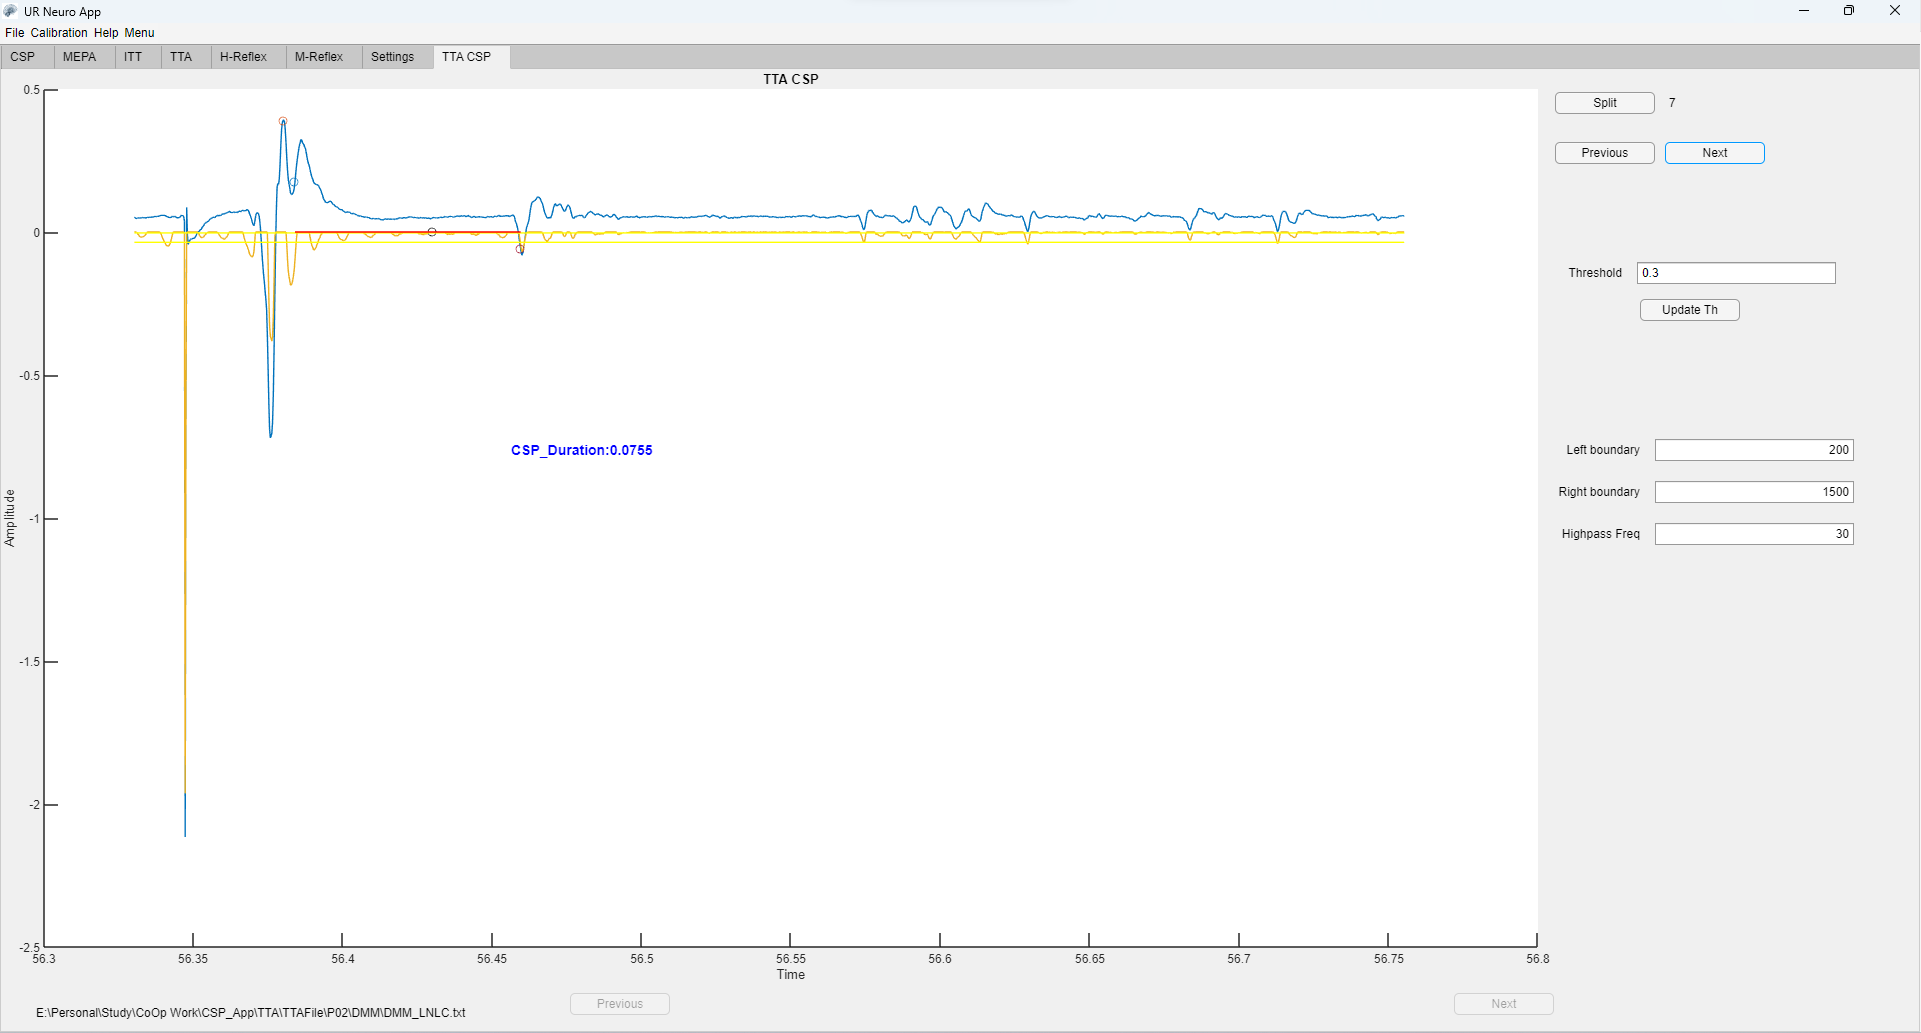 UR Neuro App
File Calibration Help Menu
CSP MEPA ITT TTA H-Reflex M-Reflex Settings TTA CSP
TTA CSP
Split 7
Previous Next
Threshold 0.3
Update Th
Left boundary 200
Right boundary 1500
Highpass Freq 30
0.5
0
-0.5
-1
-1.5
-2
-2.5
Amplitude
CSP_Duration:0.0755
56.3 56.35 56.4 56.45 56.5 56.55 56.6 56.65 56.7 56.75 56.8
Time
Previous Next
E:\Personal\Study\CoOp Work\CSP_App\TTA\TTAFile\P02\DMM\DMM_LNLC.txt